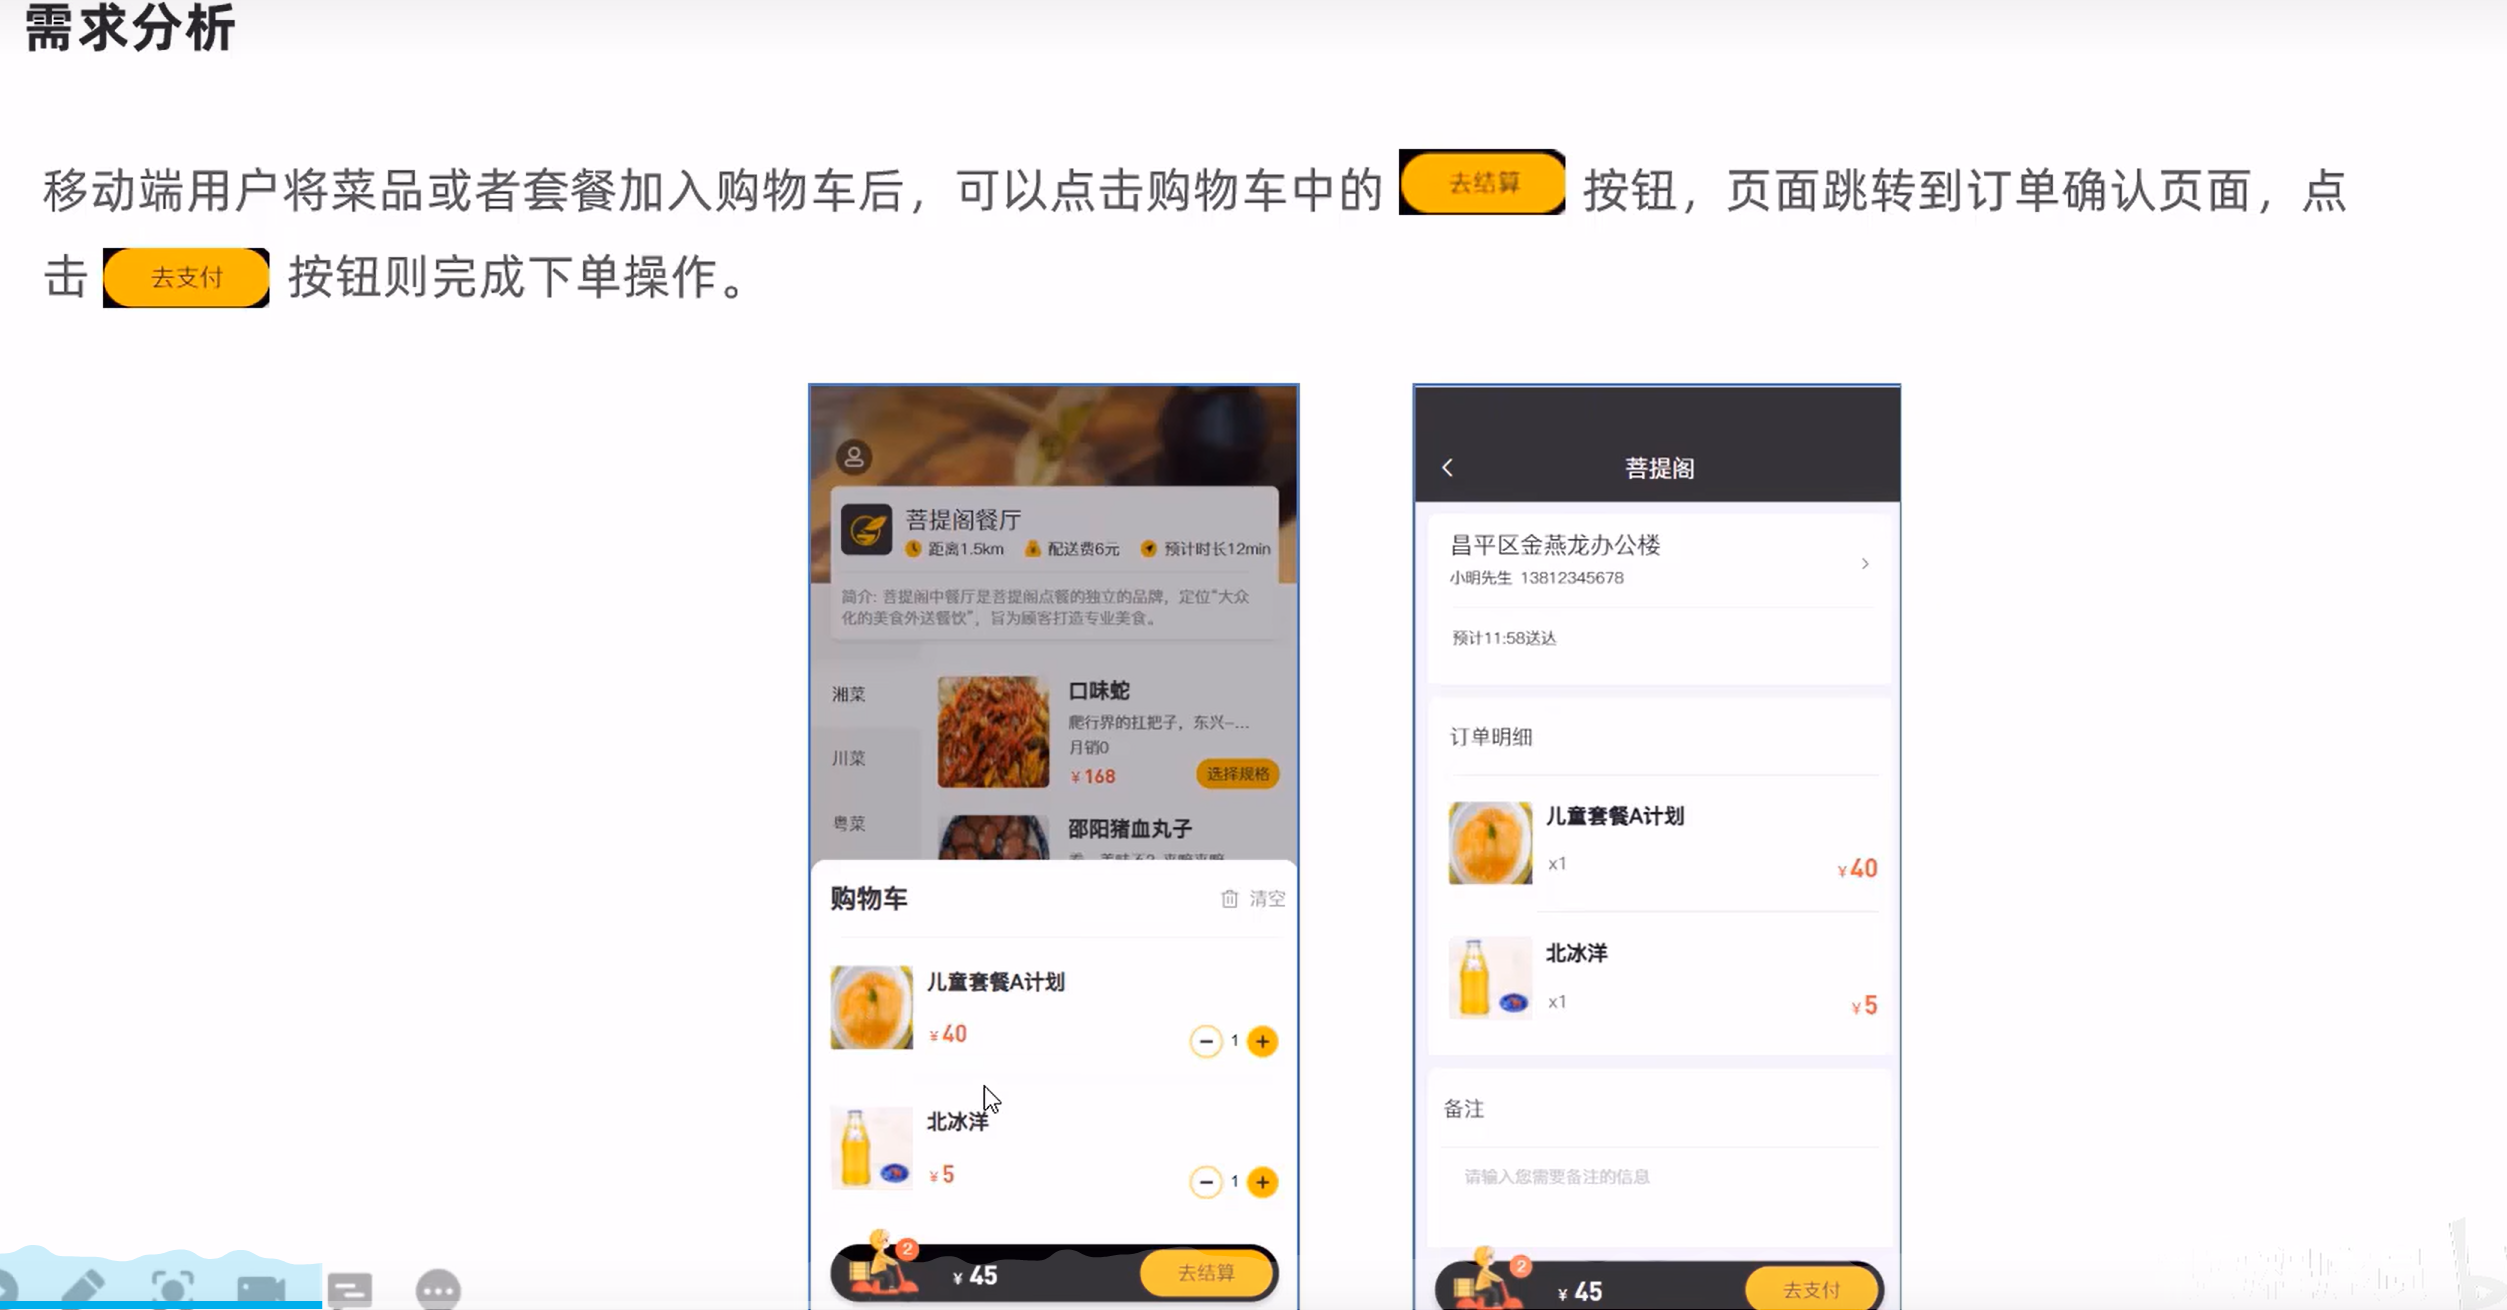 需求分析
移动端用户将菜品或者套餐加入购物车后，可以点击购物车中的 去结算 按钮，页面跳转到订单确认页面，点
击 去支付 按钮则完成下单操作。
菩提阁餐厅
距离1.5km 配送费6元 预计时长12min
简介: 菩提阁中餐厅是菩提阁点餐的独立的品牌，定位“大众
化的美食外送餐饮”，旨为顾客打造专业美食。
湘菜
川菜
粤菜
口味蛇
爬行界的扛把子，东兴-...
月销0
¥168
选择规格
邵阳猪血丸子
购物车
清空
儿童套餐A计划
¥40
1
北冰洋
¥5
1
2
¥45
去结算
菩提阁
昌平区金燕龙办公楼
小明先生 13812345678
预计11:58送达
订单明细
儿童套餐A计划
x1
¥40
北冰洋
x1
¥5
备注
请输入您需要备注的信息
2
¥45
去支付